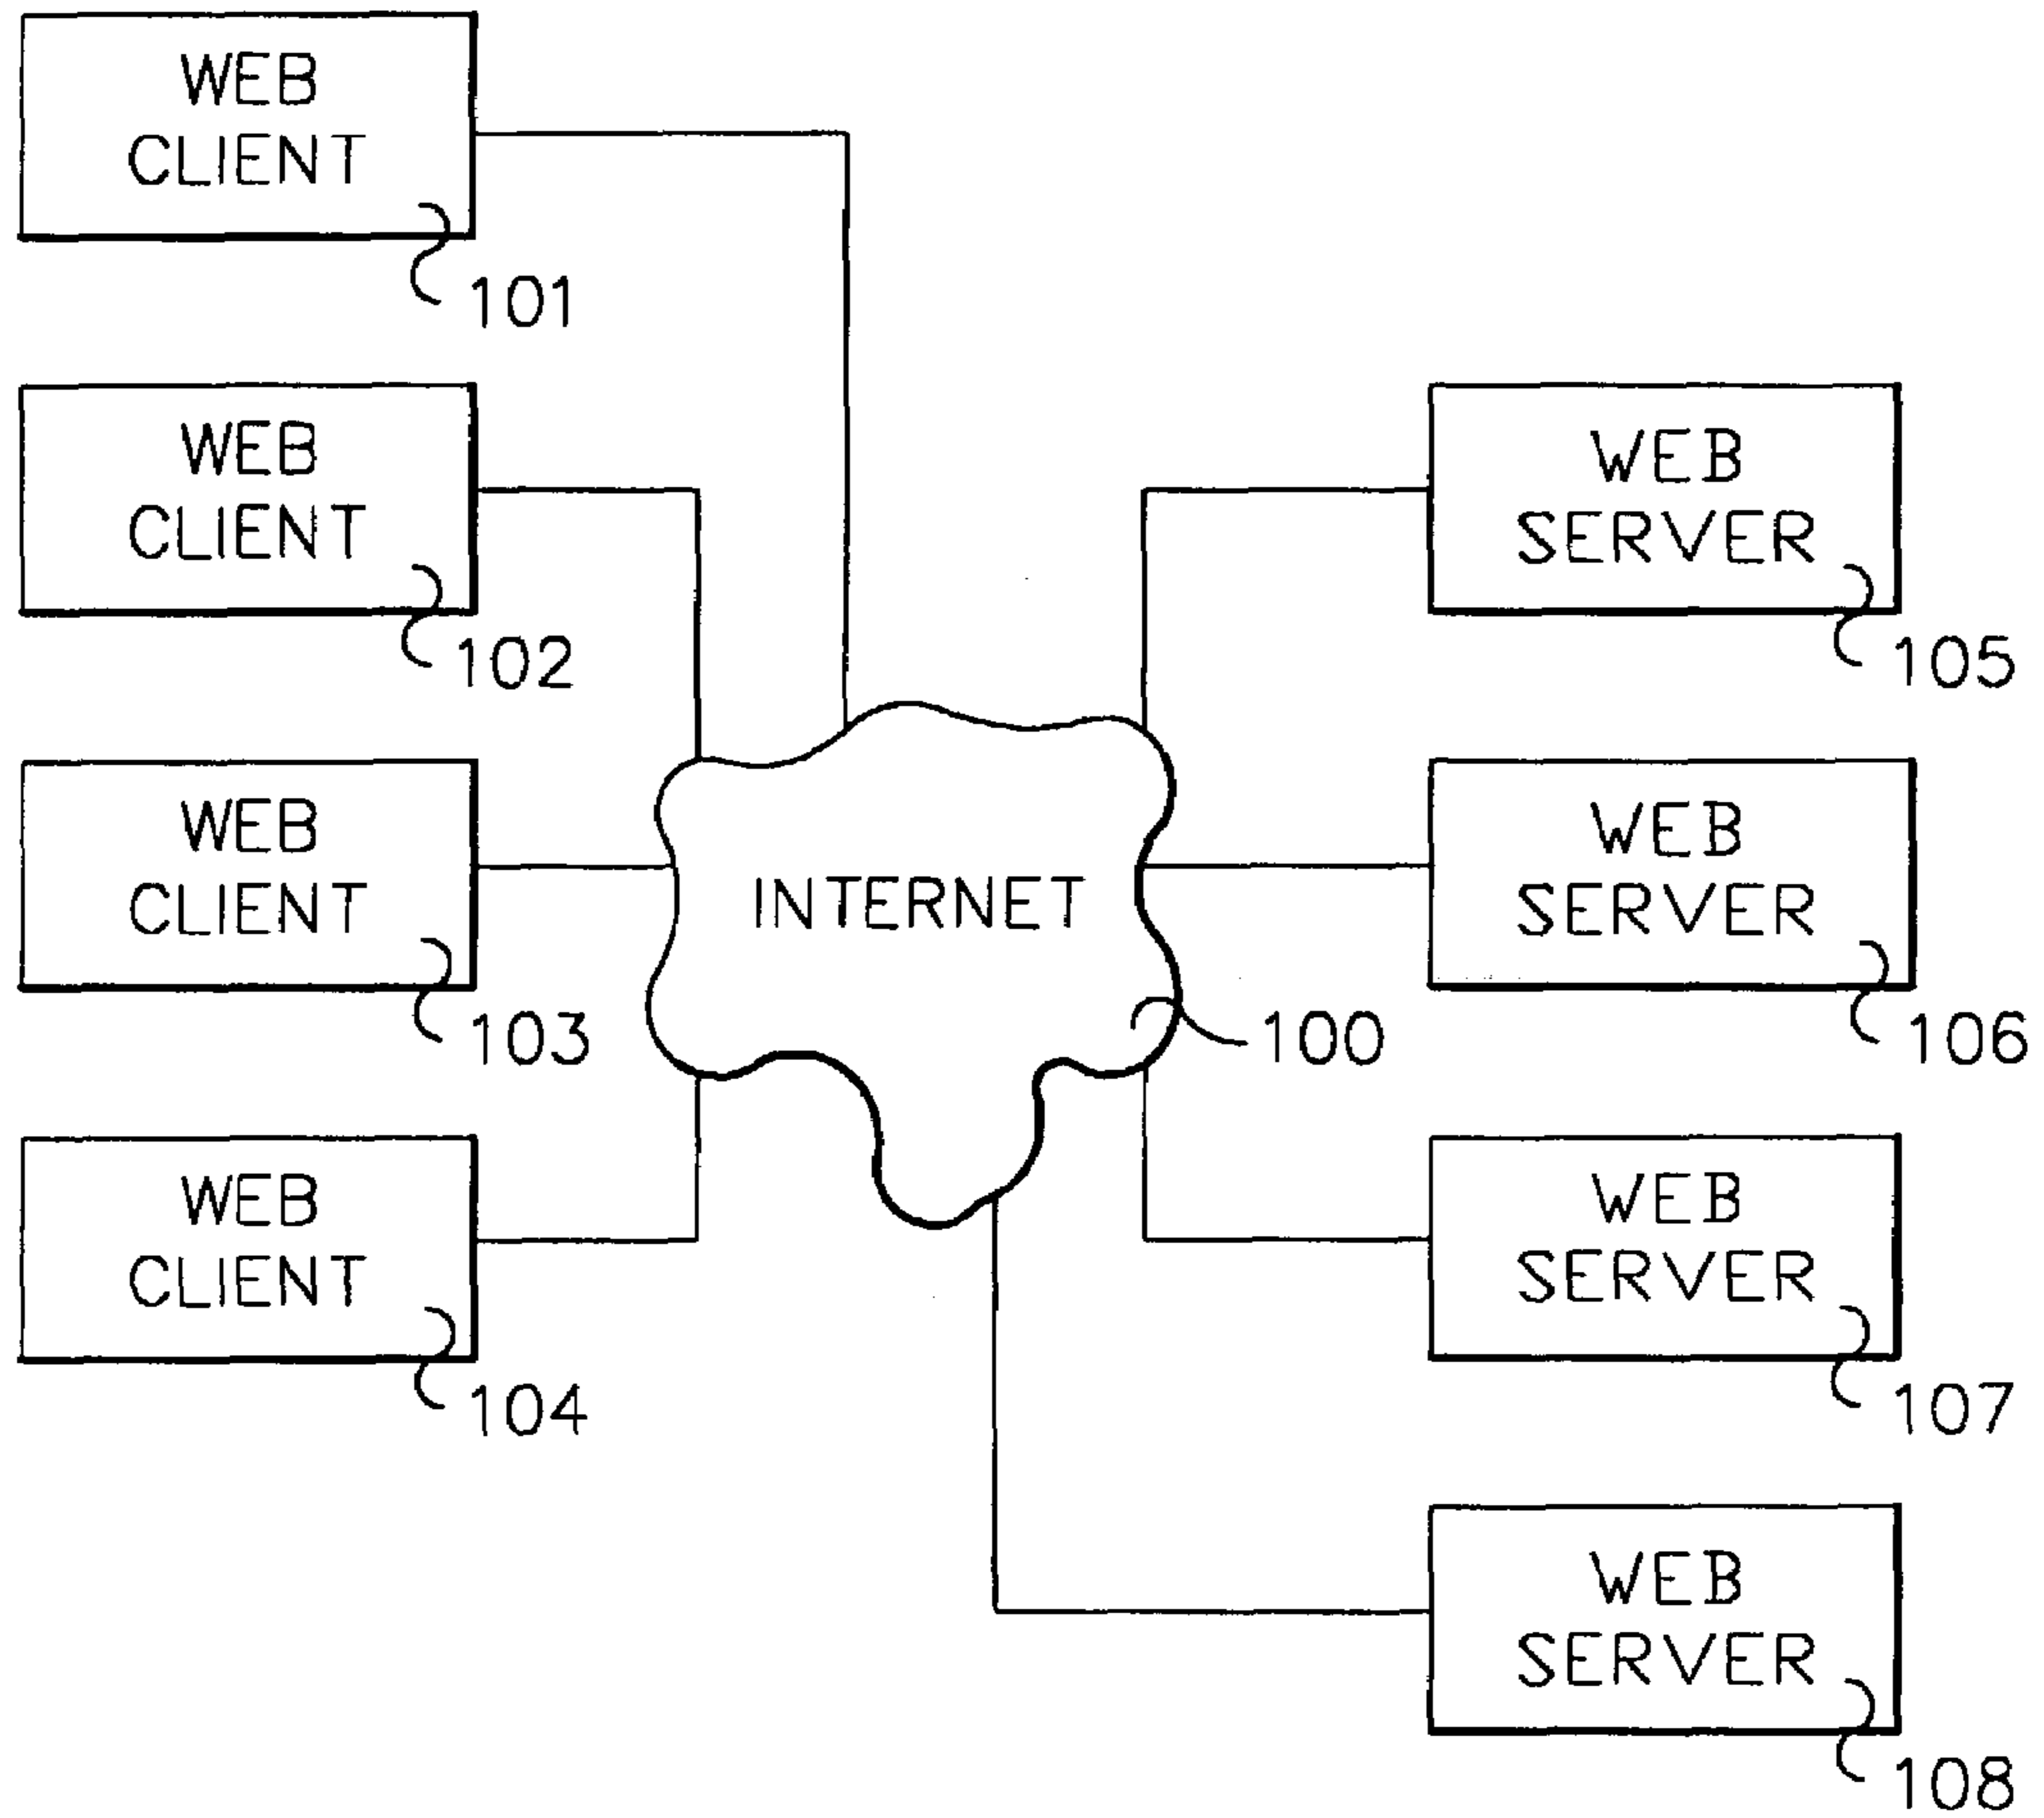 WEB
CLIENT
101
WEB
CLIENT
102
WEB
CLIENT
103
WEB
CLIENT
104
INTERNET
100
WEB
SERVER
105
WEB
SERVER
106
WEB
SERVER
107
WEB
SERVER
108